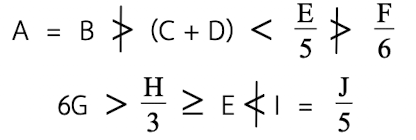 A = B ≯ (C + D) < E/5 ≯ F/6
6G > H/3 ≥ E ≮ I = J/5